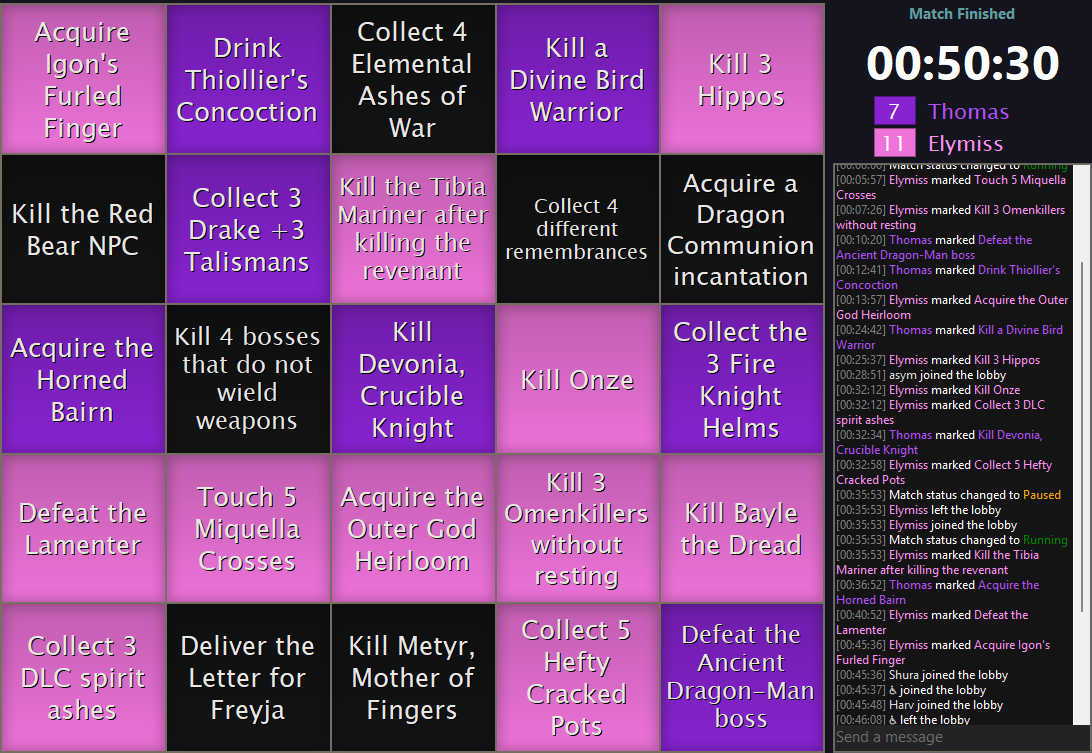 Acquire
Igon's
Furled
Finger
Drink
Thiollier's
Concoction
Collect 4
Elemental
Ashes of
War
Kill a
Divine Bird
Warrior
Kill 3
Hippos
Kill the Red
Bear NPC
Collect 3
Drake +3
Talismans
Kill the Tibia
Mariner after
killing the
revenant
Collect 4
different
remembrances
Acquire a
Dragon
Communion
incantation
Acquire the
Horned
Bairn
Kill 4 bosses
that do not
wield
weapons
Kill
Devonia,
Crucible
Knight
Kill Onze
Collect the
3 Fire
Knight
Helms
Defeat the
Lamenter
Touch 5
Miquella
Crosses
Acquire the
Outer God
Heirloom
Kill 3
Omenkillers
without
resting
Kill Bayle
the Dread
Collect 3
DLC spirit
ashes
Deliver the
Letter for
Freyja
Kill Metyr,
Mother of
Fingers
Collect 5
Hefty
Cracked
Pots
Defeat the
Ancient
Dragon-Man
boss
Match Finished
00:50:30
7 Thomas
11 Elymiss
[00:00:00] Match status changed to Running
[00:05:57] Elymiss marked Touch 5 Miquella
Crosses
[00:07:26] Elymiss marked Kill 3 Omenkillers
without resting
[00:10:20] Thomas marked Defeat the
Ancient Dragon-Man boss
[00:12:41] Thomas marked Drink Thiollier's
Concoction
[00:13:57] Elymiss marked Acquire the Outer
God Heirloom
[00:24:42] Thomas marked Kill a Divine Bird
Warrior
[00:25:37] Elymiss marked Kill 3 Hippos
[00:28:51] asym joined the lobby
[00:32:12] Elymiss marked Kill Onze
[00:32:12] Elymiss marked Collect 3 DLC
spirit ashes
[00:32:34] Thomas marked Kill Devonia,
Crucible Knight
[00:32:58] Elymiss marked Collect 5 Hefty
Cracked Pots
[00:35:53] Match status changed to Paused
[00:35:53] Elymiss left the lobby
[00:35:53] Elymiss joined the lobby
[00:35:53] Match status changed to Running
[00:35:53] Elymiss marked Kill the Tibia
Mariner after killing the revenant
[00:36:52] Thomas marked Acquire the
Horned Bairn
[00:40:52] Elymiss marked Defeat the
Lamenter
[00:45:36] Elymiss marked Acquire Igon's
Furled Finger
[00:45:36] Shura joined the lobby
[00:45:37] ♿ joined the lobby
[00:45:48] Harv joined the lobby
[00:46:08] ♿ left the lobby
Send a message